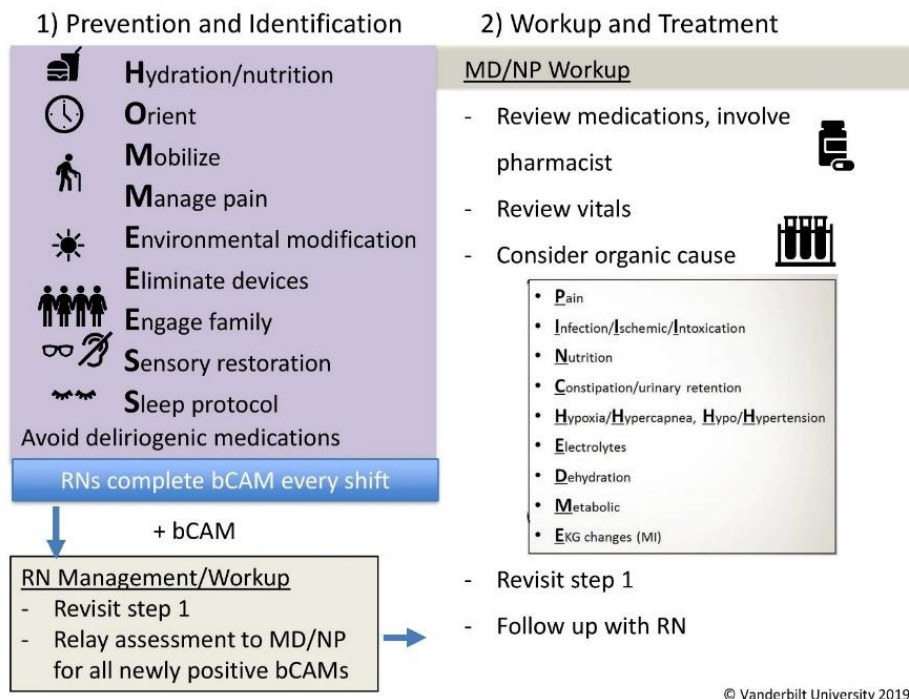 1) Prevention and Identification
Hydration/nutrition
Orient
Mobilize
Manage pain
Environmental modification
Eliminate devices
Engage family
Sensory restoration
Sleep protocol
Avoid deliriogenic medications
RNs complete bCAM every shift
+ bCAM
RN Management/Workup
- Revisit step 1
- Relay assessment to MD/NP
for all newly positive bCAMs
2) Workup and Treatment
MD/NP Workup
- Review medications, involve
pharmacist
- Review vitals
- Consider organic cause
• Pain
• Infection/Ischemic/Intoxication
• Nutrition
• Constipation/urinary retention
• Hypoxia/Hypercapnea, Hypo/Hypertension
• Electrolytes
• Dehydration
• Metabolic
• EKG changes (MI)
- Revisit step 1
- Follow up with RN
© Vanderbilt University 2019